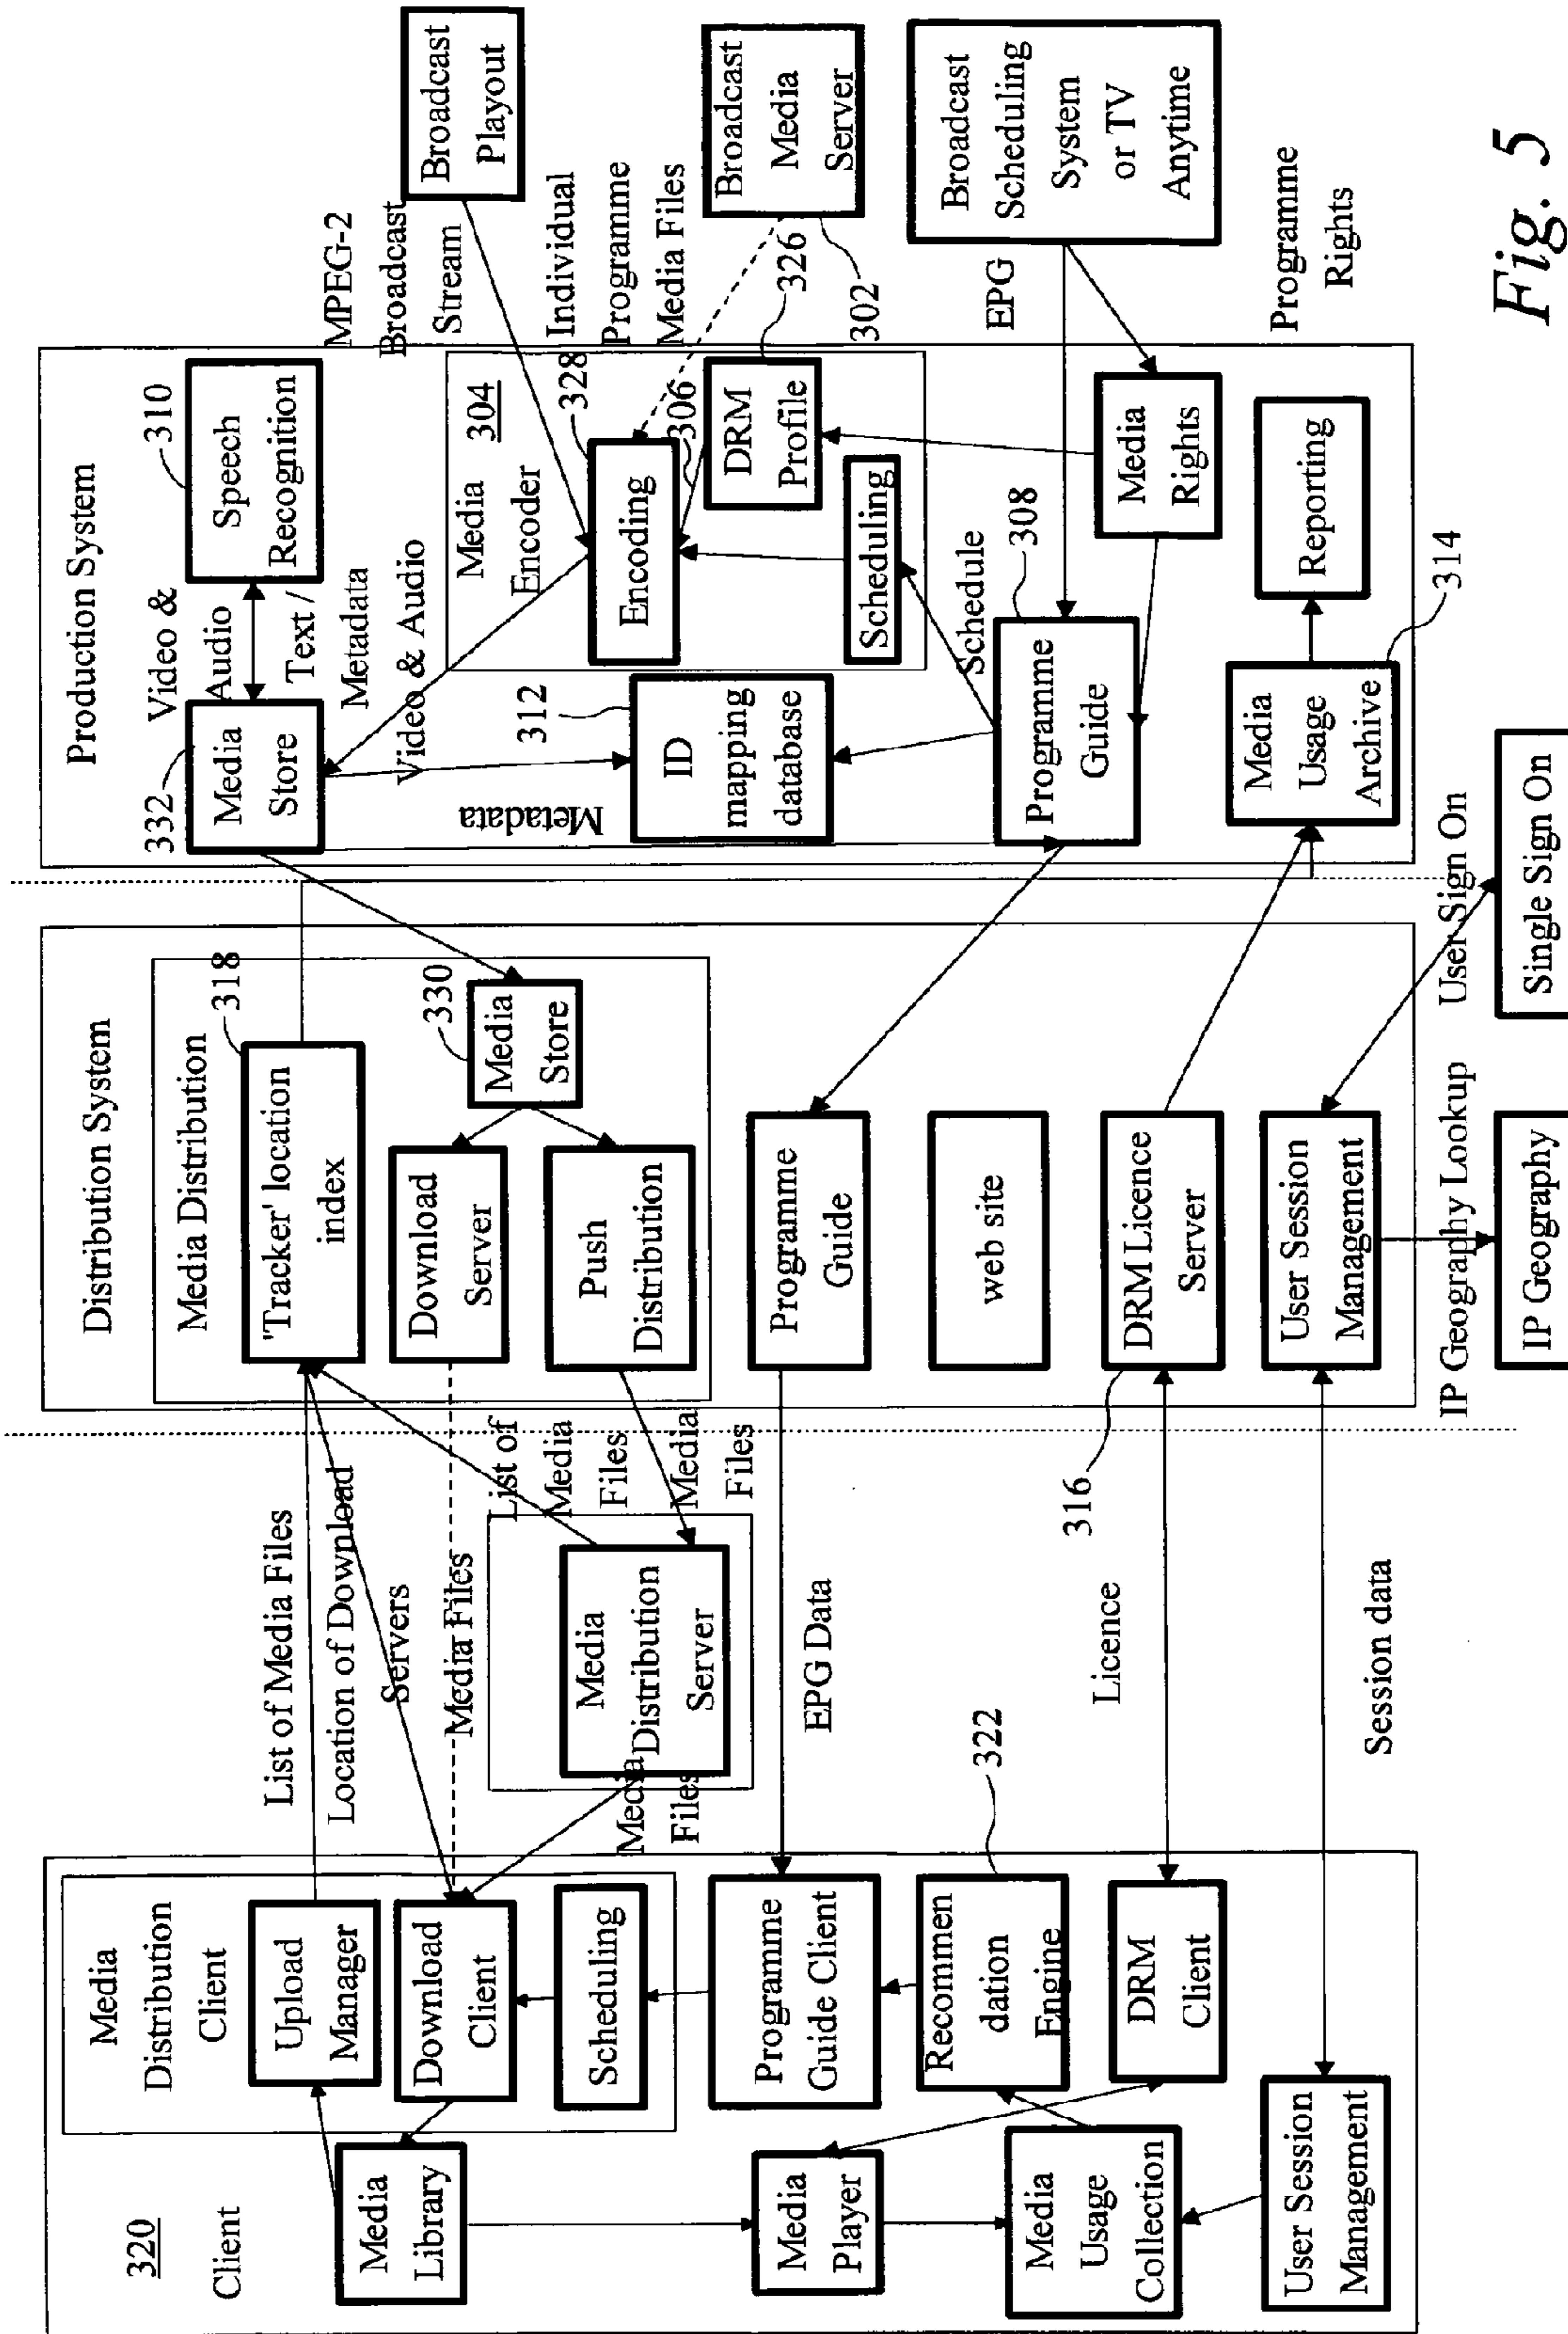 320
Client
Media
Library
Media
Player
Media
Usage
Collection
User Session
Management
Media
Distribution
Client
Upload
Manager
Download
Client
Scheduling
Programme
Guide Client
Recommen
dation
Engine
322
DRM
Client
List of Media Files
Location of Download
Servers
Media Files
Media
Distribution
Server
Media
Files
List of
Media
Files
Media
Files
EPG Data
Licence
316
Session data
Distribution System
Media Distribution
318
'Tracker' location
index
Download
Server
Push
Distribution
330
Media
Store
Programme
Guide
web site
DRM Licence
Server
User Session
Management
IP Geography Lookup
IP Geography
User Sign On
Single Sign On
Production System
332
Media
Store
Video &
Audio
Text /
Metadata
310
Speech
Recognition
Video & Audio
Metadata
312
ID
mapping
database
Media
Encoder
304
328
Encoding
306
DRM
Profile
326
Scheduling
Schedule
308
Programme
Guide
Media
Rights
Media
Usage
Archive
314
Reporting
MPEG-2
Broadcast
Stream
Individual
Programme
Media Files
302
EPG
Programme
Rights
Broadcast
Playout
Broadcast
Media
Server
Broadcast
Scheduling
System
or TV
Anytime
Fig. 5